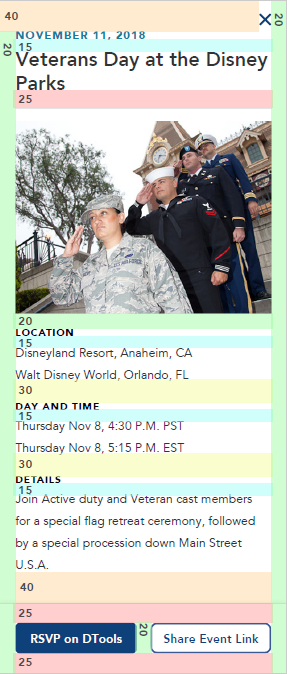 40
20
20
NOVEMBER 11, 2018
15
Veterans Day at the Disney
Parks
25
20
LOCATION
15
Disneyland Resort, Anaheim, CA
Walt Disney World, Orlando, FL
30
DAY AND TIME
15
Thursday Nov 8, 4:30 P.M. PST
Thursday Nov 8, 5:15 P.M. EST
30
DETAILS
15
Join Active duty and Veteran cast members
for a special flag retreat ceremony, followed
by a special procession down Main Street
U.S.A.
40
25
RSVP on DTools
20
Share Event Link
25